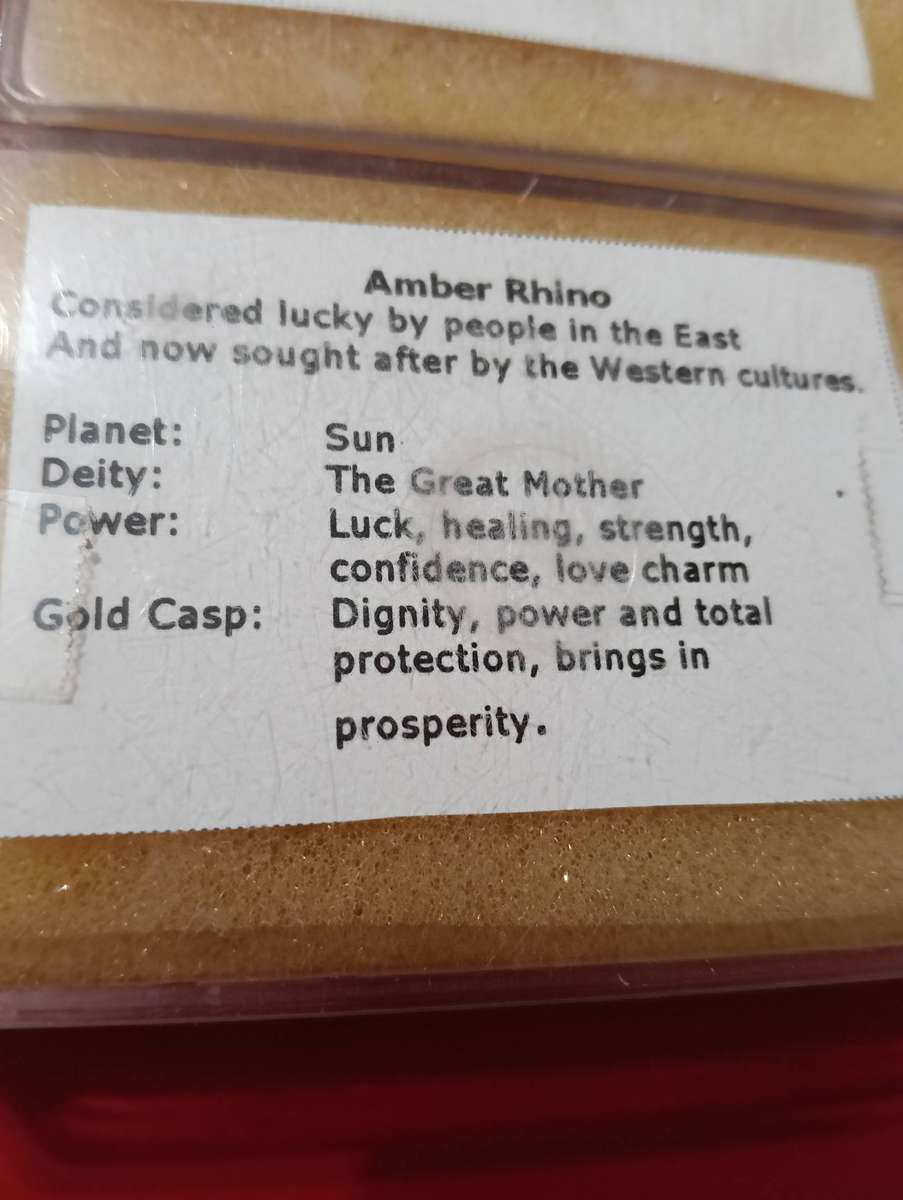 Amber Rhino
Considered lucky by people in the East
And now sought after by the Western cultures.
Planet: Sun
Deity: The Great Mother
Power: Luck, healing, strength,
confidence, love charm
Gold Casp: Dignity, power and total
protection, brings in
prosperity.